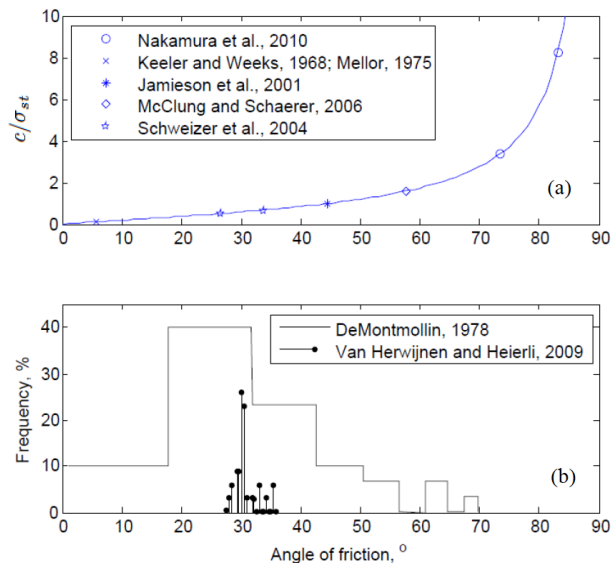 10
8
6
4
2
0
c/σst
Nakamura et al., 2010
Keeler and Weeks, 1968; Mellor, 1975
Jamieson et al., 2001
McClung and Schaerer, 2006
Schweizer et al., 2004
(a)
0 10 20 30 40 50 60 70 80 90
40
30
20
10
0
Frequency, %
DeMontmollin, 1978
Van Herwijnen and Heierli, 2009
(b)
0 10 20 30 40 50 60 70 80 90
Angle of friction, °